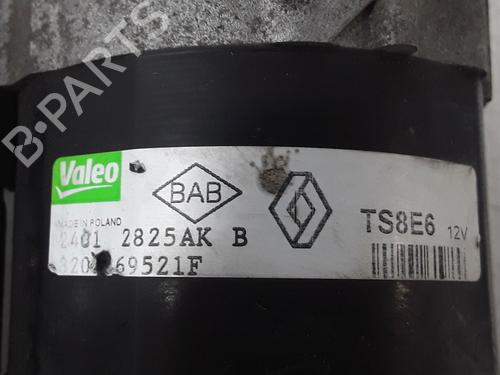 B-PARTS
Valeo
MADE IN POLAND
BAB
TS8E6 12V
2825AK B
69521F